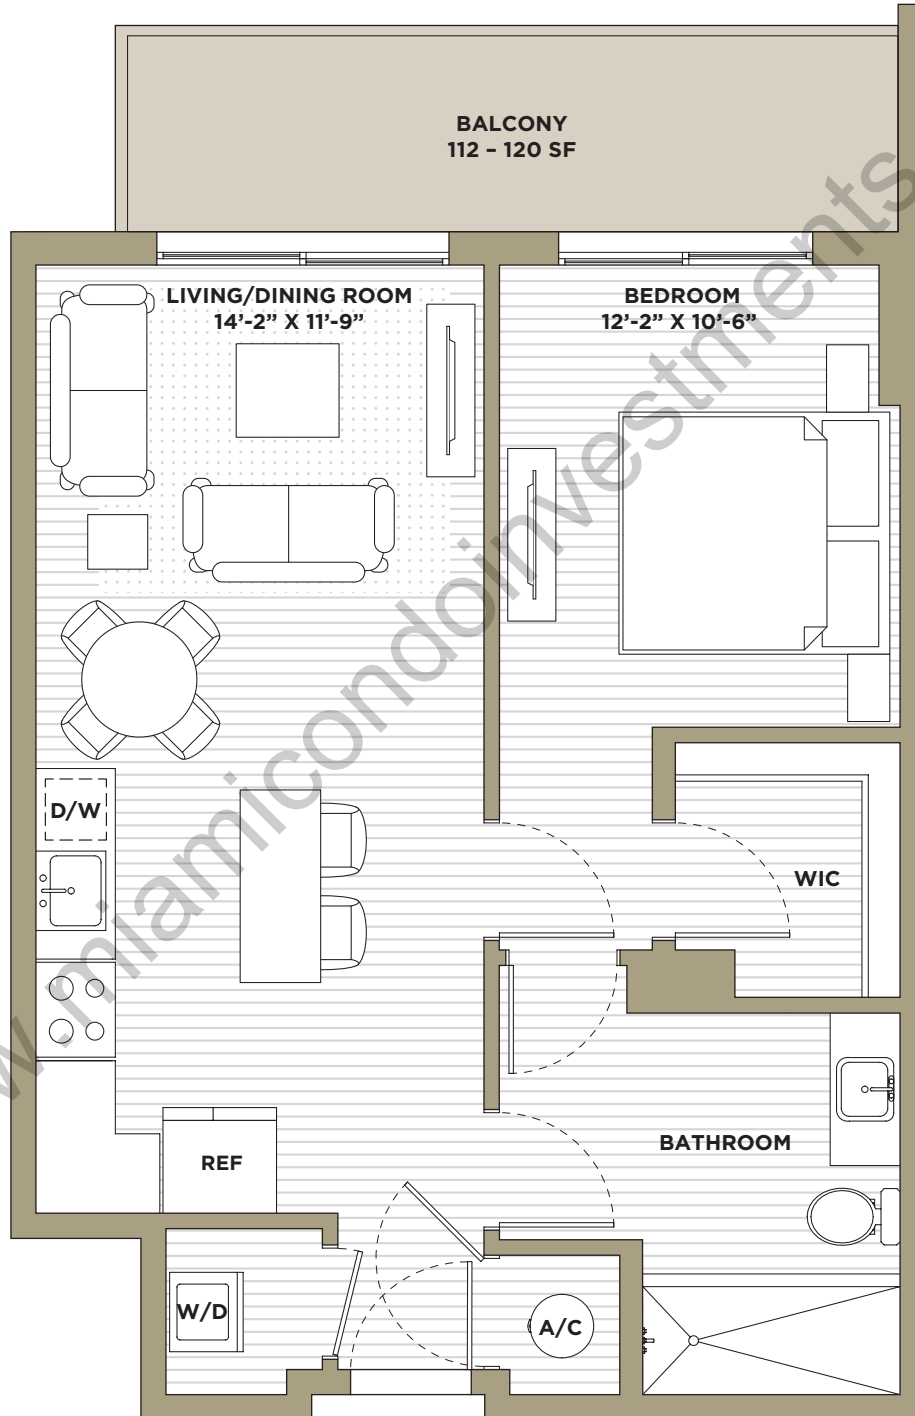 BALCONY
112 – 120 SF
LIVING/DINING ROOM
14’-2” X 11’-9”
BEDROOM
12’-2” X 10’-6”
D/W
WIC
REF
BATHROOM
W/D
A/C
w.miamicondoinvestments